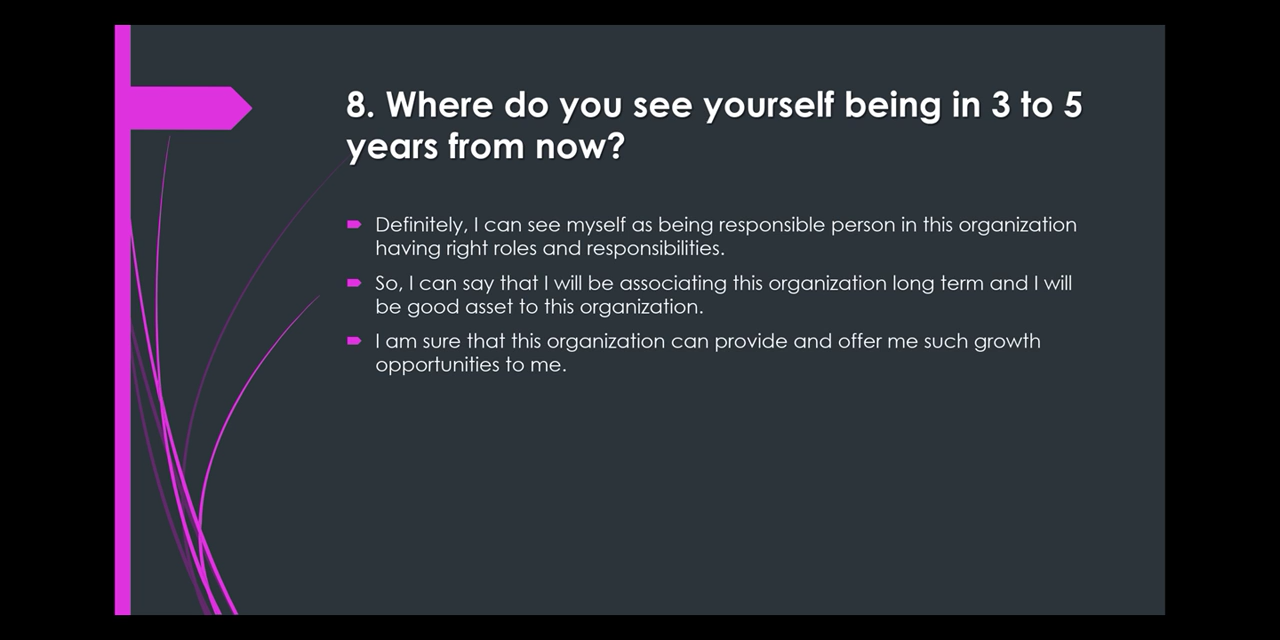 8. Where do you see yourself being in 3 to 5
years from now?
Definitely, I can see myself as being responsible person in this organization
having right roles and responsibilities.
So, I can say that I will be associating this organization long term and I will
be good asset to this organization.
I am sure that this organization can provide and offer me such growth
opportunities to me.